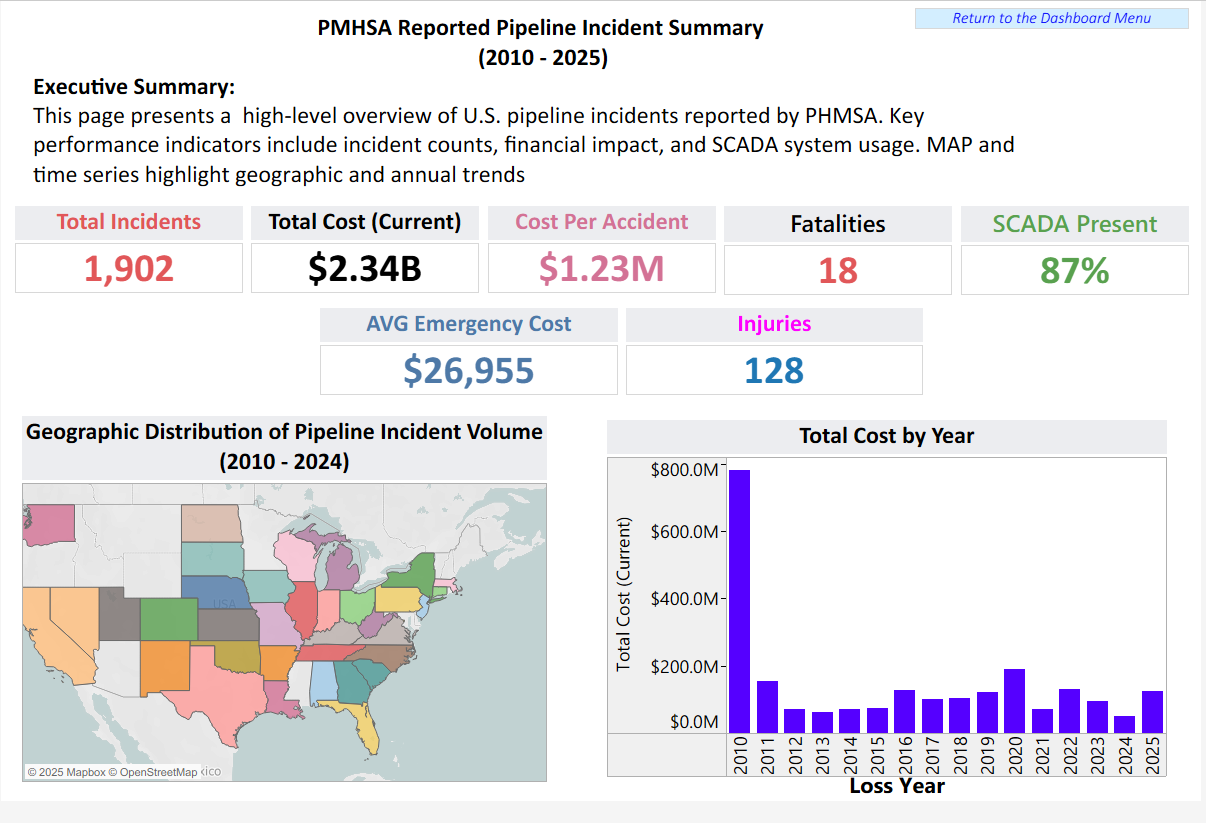 Return to the Dashboard Menu
PMHSA Reported Pipeline Incident Summary
(2010 - 2025)
Executive Summary:
This page presents a  high-level overview of U.S. pipeline incidents reported by PHMSA. Key
performance indicators include incident counts, financial impact, and SCADA system usage. MAP and
time series highlight geographic and annual trends
Total Incidents
1,902
Total Cost (Current)
$2.34B
Cost Per Accident
$1.23M
Fatalities
18
SCADA Present
87%
AVG Emergency Cost
$26,955
Injuries
128
Geographic Distribution of Pipeline Incident Volume
(2010 - 2024)
USA
© 2025 Mapbox © OpenStreetMap
Total Cost by Year
Total Cost (Current)
$800.0M
$600.0M
$400.0M
$200.0M
$0.0M
2010
2011
2012
2013
2014
2015
2016
2017
2018
2019
2020
2021
2022
2023
2024
2025
Loss Year